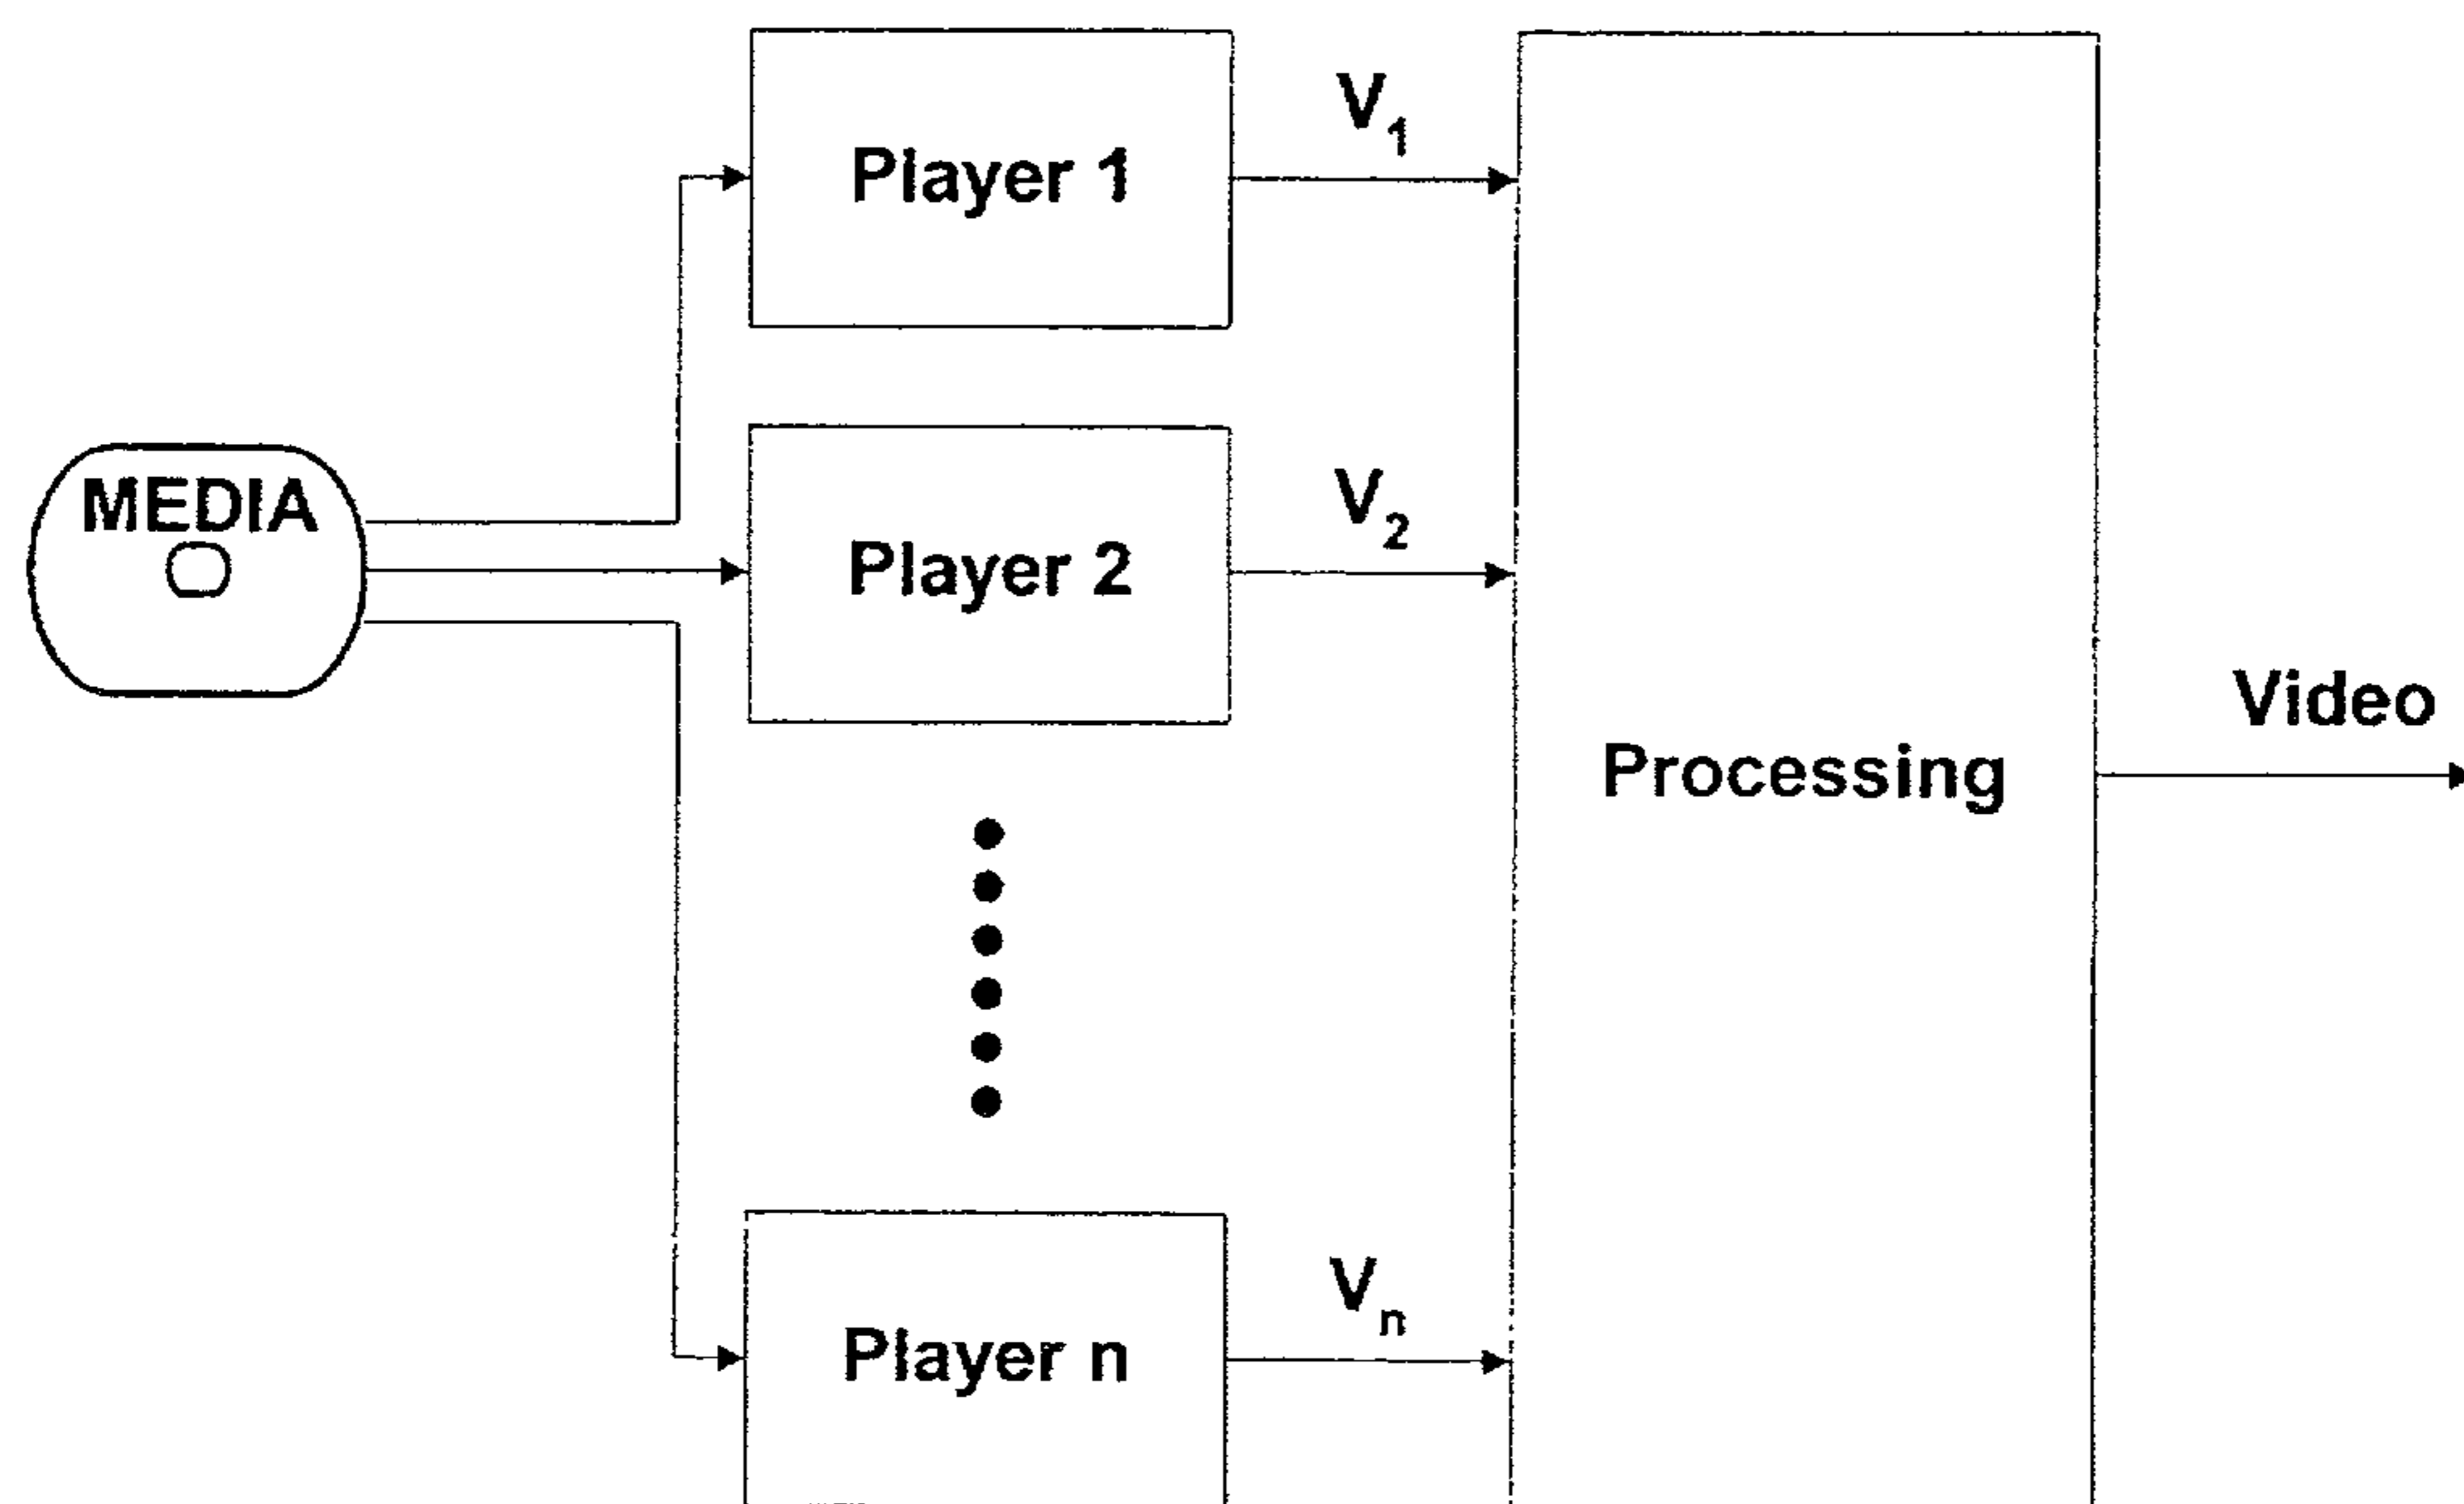 V1
Player 1
MEDIA
V2
Player 2
Video
Processing
Vn
Player n